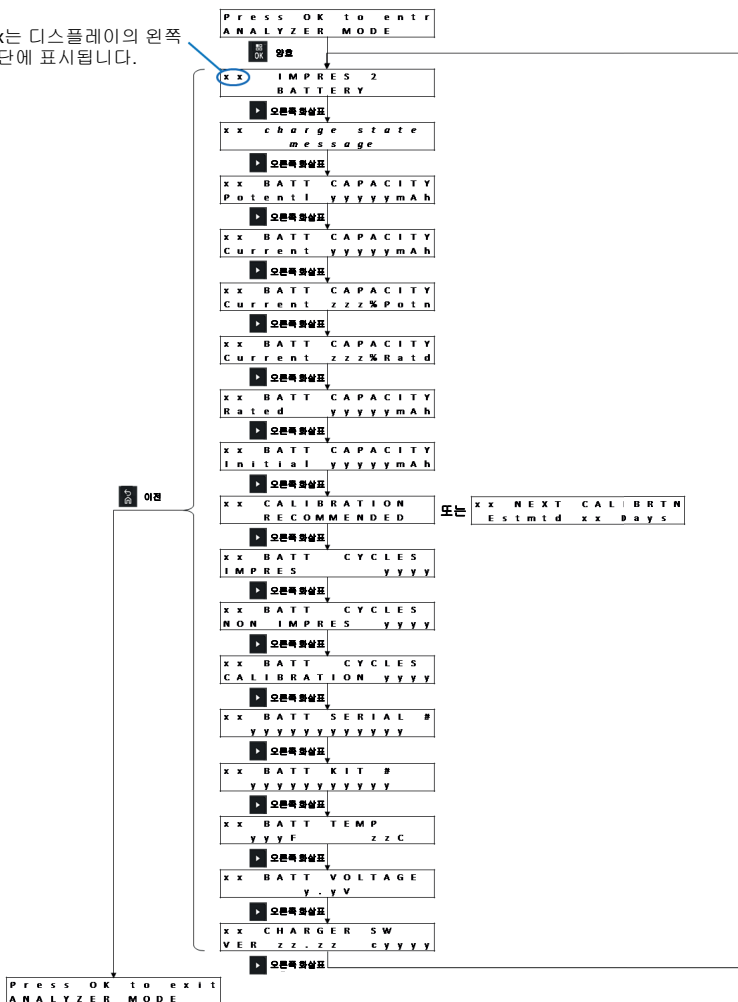 Press OK to entr
ANALYZER MODE
는 디스플레이의 왼쪽
단에 표시됩니다.
OK 양호
xx IMPRES 2
BATTERY
오른쪽 화살표
xx charge state
message
오른쪽 화살표
xx BATT CAPACITY
Potentl yyyyymAh
오른쪽 화살표
xx BATT CAPACITY
Current yyyyymAh
오른쪽 화살표
xx BATT CAPACITY
Current zzz%Potn
오른쪽 화살표
xx BATT CAPACITY
Current zzz%Ratd
오른쪽 화살표
xx BATT CAPACITY
Rated yyyyymAh
오른쪽 화살표
xx BATT CAPACITY
Initial yyyyymAh
오른쪽 화살표
이전
xx CALIBRATION
RECOMMENDED
또는
xx NEXT CALIBRTN
Estmtd xx Days
오른쪽 화살표
xx BATT CYCLES
IMPRES yyyy
오른쪽 화살표
xx BATT CYCLES
NON IMPRES yyyy
오른쪽 화살표
xx BATT CYCLES
CALIBRATION yyyy
오른쪽 화살표
xx BATT SERIAL #
yyyyyyyyyyyy
오른쪽 화살표
xx BATT KIT #
yyyyyyyyyyy
오른쪽 화살표
xx BATT TEMP
yyyF zzC
오른쪽 화살표
xx BATT VOLTAGE
y.yV
오른쪽 화살표
xx CHARGER SW
VER zz.zz cyyyy
오른쪽 화살표
Press OK to exit
ANALYZER MODE